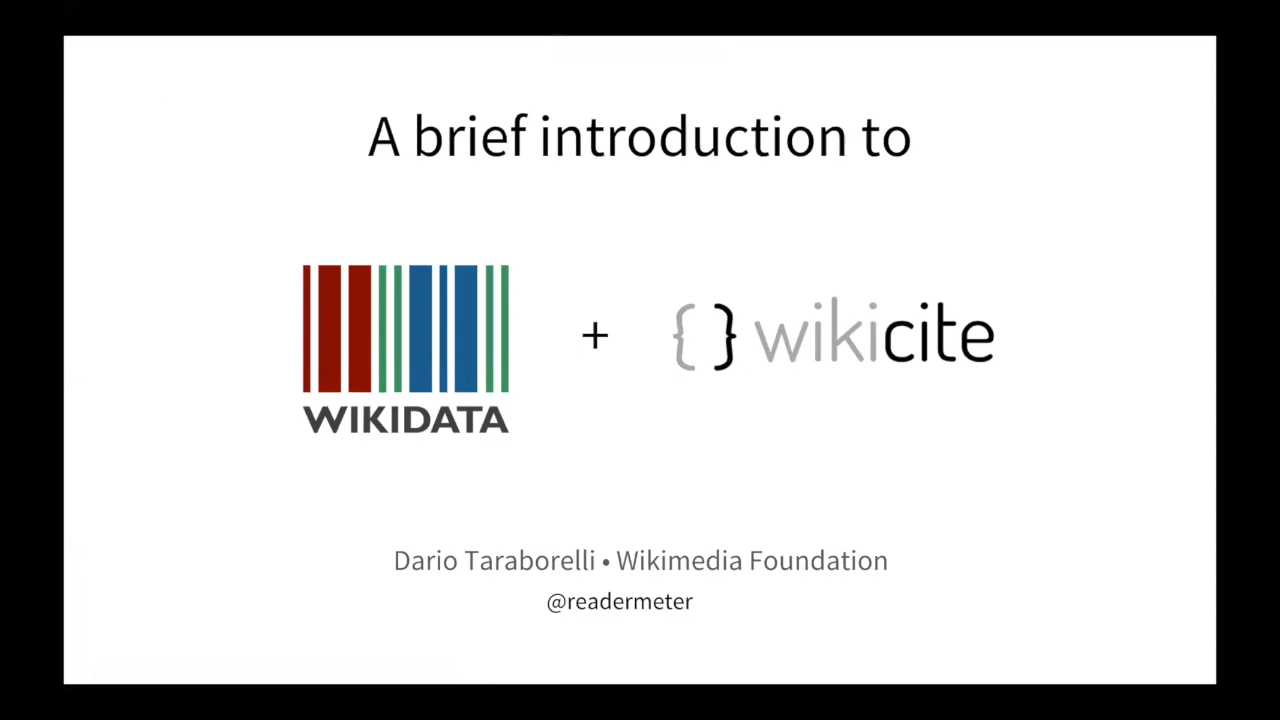 A brief introduction to
WIKIDATA
+
{ } wikicite
Dario Taraborelli • Wikimedia Foundation
@readermeter